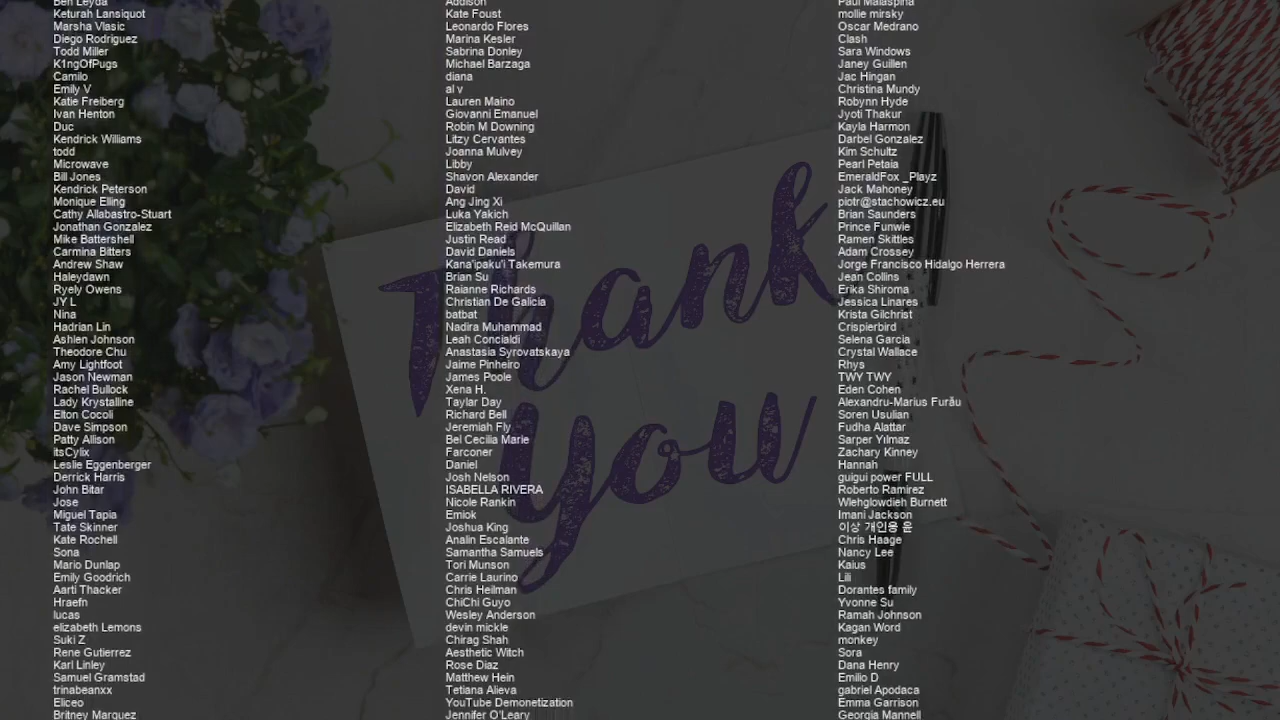 Ben Leyda
Keturah Lansiquot
Marsha Vlasic
Diego Rodriguez
Todd Miller
K1ngOfPugs
Camilo
Emily V
Katie Freiberg
Ivan Henton
Duc
Kendrick Williams
todd
Microwave
Bill Jones
Kendrick Peterson
Monique Elling
Cathy Allabastro-Stuart
Jonathan Gonzalez
Mike Battershell
Carmina Bitters
Andrew Shaw
Haleydawn
Ryely Owens
JY L
Nina
Hadrian Lin
Ashlen Johnson
Theodore Chu
Amy Lightfoot
Jason Newman
Rachel Bullock
Lady Krystalline
Elton Cocoli
Dave Simpson
Patty Allison
itsCylix
Leslie Eggenberger
Derrick Harris
John Bitar
Jose
Miguel Tapia
Tate Skinner
Kate Rochell
Sona
Mario Dunlap
Emily Goodrich
Aarti Thacker
Hraefn
lucas
elizabeth Lemons
Suki Z
Rene Gutierrez
Karl Linley
Samuel Gramstad
trinabeanxx
Eliceo
Britney Marquez
Addison
Kate Foust
Leonardo Flores
Marina Kesler
Sabrina Donley
Michael Barzaga
diana
al v
Lauren Maino
Giovanni Emanuel
Robin M Downing
Litzy Cervantes
Joanna Mulvey
Libby
Shavon Alexander
David
Ang Jing Xi
Luka Yakich
Elizabeth Reid McQuillan
Justin Read
David Daniels
Kana'ipaku'i Takemura
Brian Su
Raianne Richards
Christian De Galicia
batbat
Nadira Muhammad
Leah Concialdi
Anastasia Syrovatskaya
Jaime Pinheiro
James Poole
Xena H.
Taylar Day
Richard Bell
Jeremiah Fly
Bel Cecilia Marie
Farconer
Daniel
Josh Nelson
ISABELLA RIVERA
Nicole Rankin
Emiok
Joshua King
Analin Escalante
Samantha Samuels
Tori Munson
Carrie Laurino
Chris Heilman
ChiChi Guyo
Wesley Anderson
devin mickle
Chirag Shah
Aesthetic Witch
Rose Diaz
Matthew Hein
Tetiana Alieva
YouTube Demonetization
Jennifer O'Leary
Paul Malaspina
mollie mirsky
Oscar Medrano
Clash
Sara Windows
Janey Guillen
Jac Hingan
Christina Mundy
Robynn Hyde
Jyoti Thakur
Kayla Harmon
Darbel Gonzalez
Kim Schultz
Pearl Petaia
EmeraldFox _Playz
Jack Mahoney
piotr@stachowicz.eu
Brian Saunders
Prince Funwie
Ramen Skittles
Adam Crossey
Jorge Francisco Hidalgo Herrera
Jean Collins
Erika Shiroma
Jessica Linares
Krista Gilchrist
Crispierbird
Selena Garcia
Crystal Wallace
Rhys
TWY TWY
Eden Cohen
Alexandru-Marius Furău
Soren Usulian
Fudha Alattar
Sarper Yılmaz
Zachary Kinney
Hannah
guigui power FULL
Roberto Ramirez
Wlehglowdieh Burnett
Imani Jackson
이상 개인용 윤
Chris Haage
Nancy Lee
Kaius
Lili
Dorantes family
Yvonne Su
Ramah Johnson
Kagan Word
monkey
Sora
Dana Henry
Emilio D
gabriel Apodaca
Emma Garrison
Georgia Mannell
Thank
you